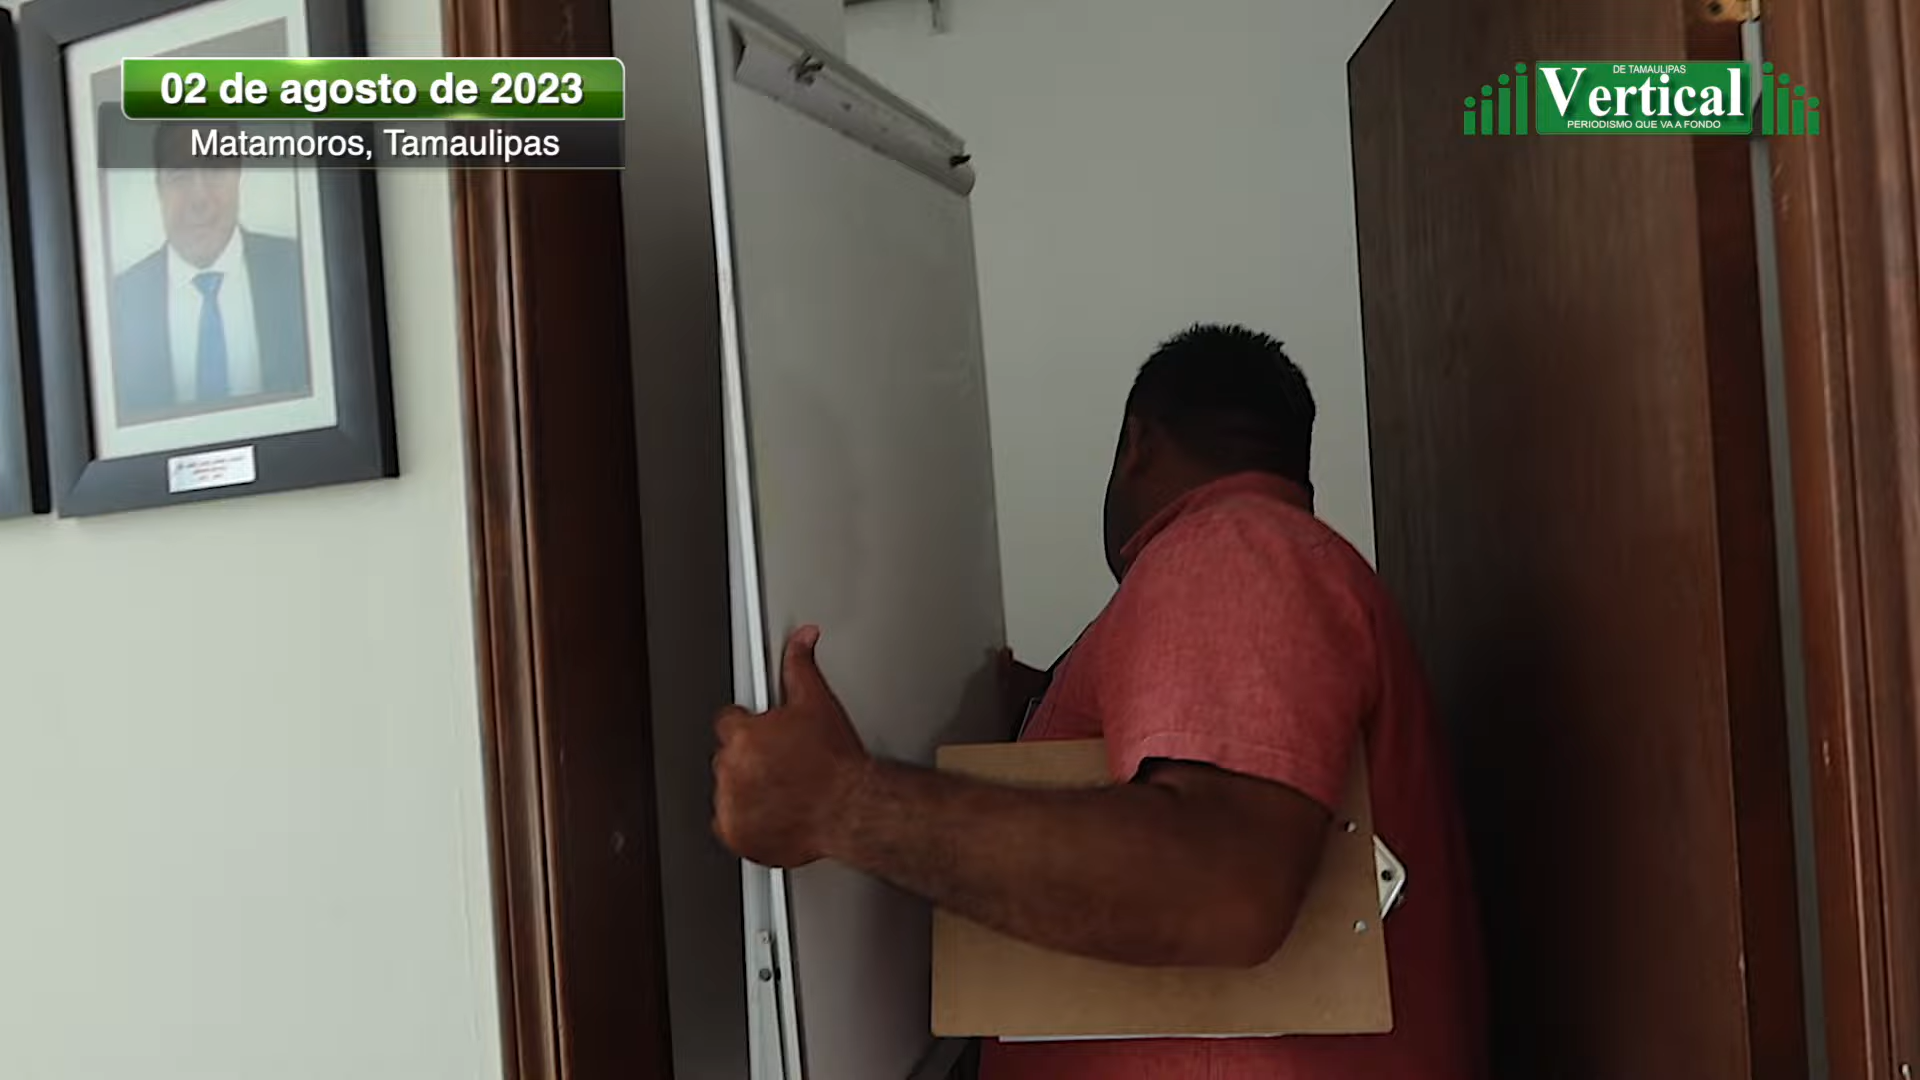 02 de agosto de 2023
Matamoros, Tamaulipas
DE TAMAULIPAS
Vertical
PERIODISMO QUE VA A FONDO